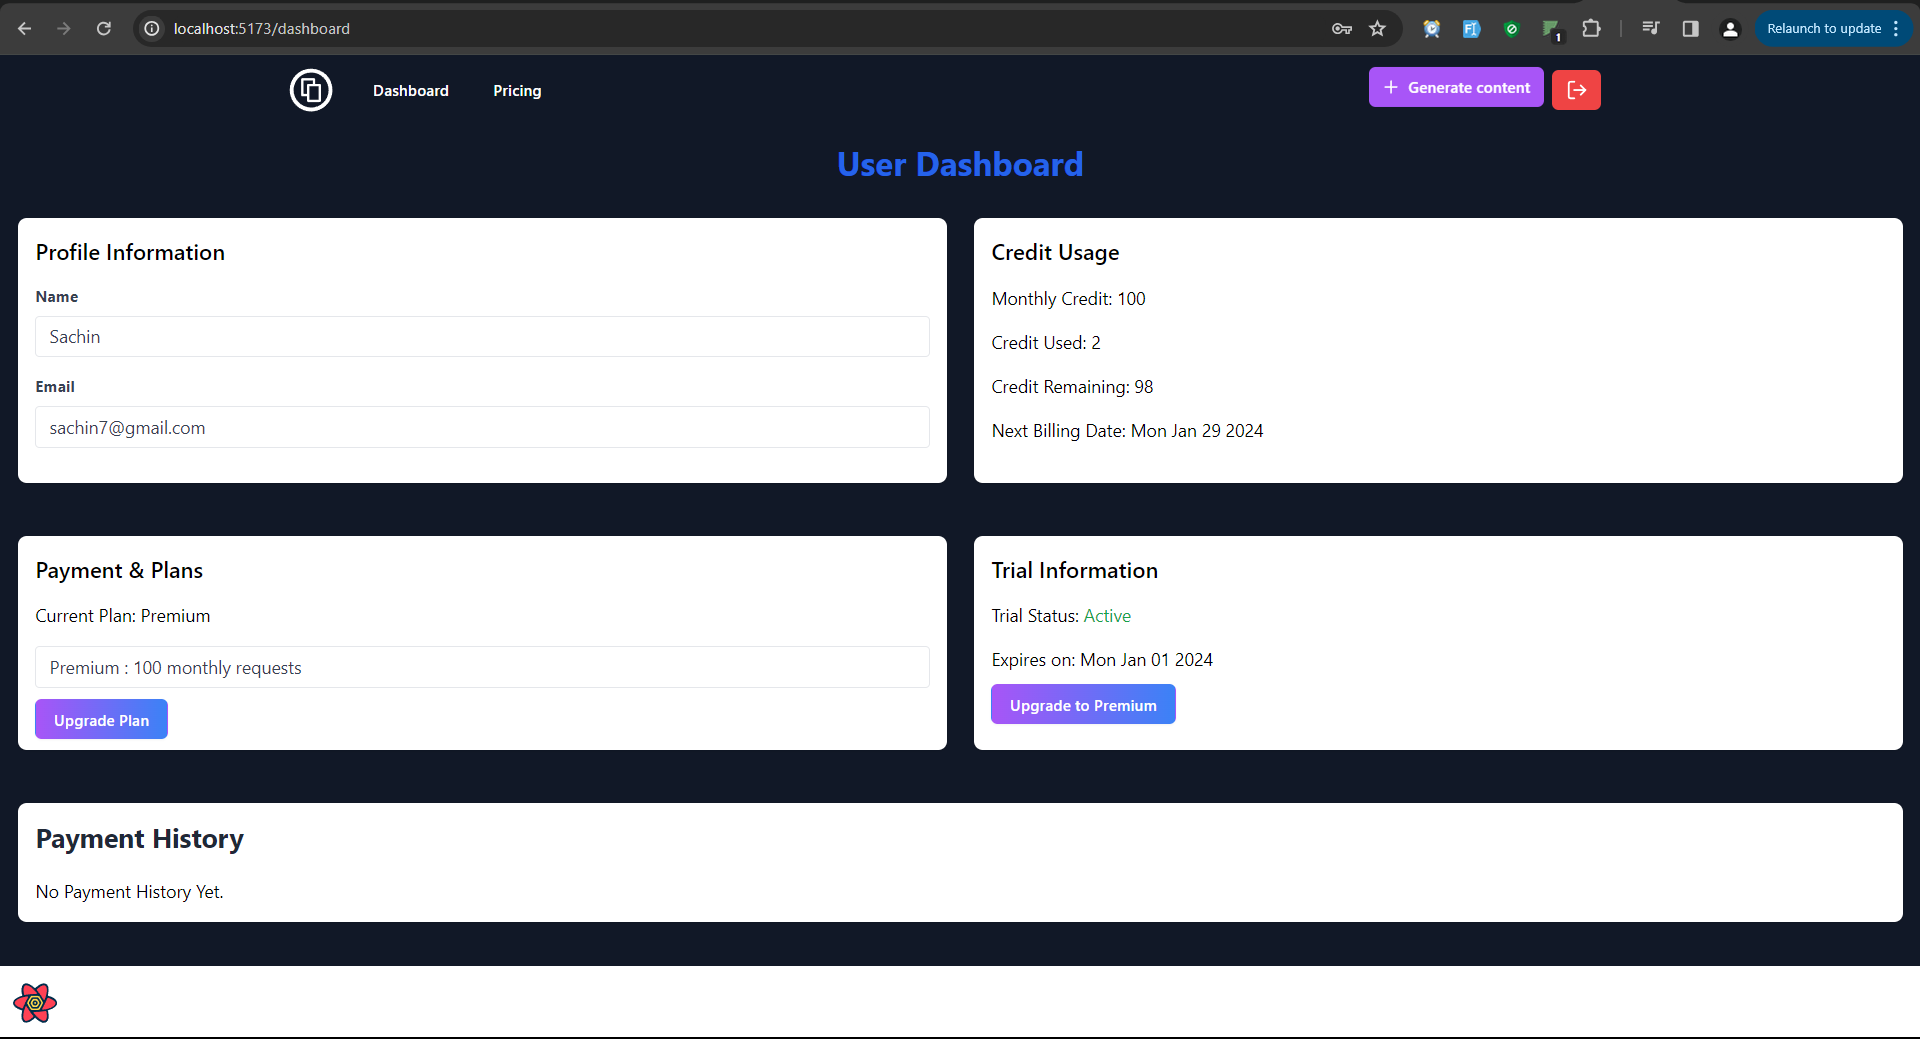 localhost:5173/dashboard
1
Relaunch to update
Dashboard
Pricing
Generate content
User Dashboard
Profile Information
Name
Sachin
Email
sachin7@gmail.com
Credit Usage
Monthly Credit: 100
Credit Used: 2
Credit Remaining: 98
Next Billing Date: Mon Jan 29 2024
Payment & Plans
Current Plan: Premium
Premium : 100 monthly requests
Upgrade Plan
Trial Information
Trial Status: Active
Expires on: Mon Jan 01 2024
Upgrade to Premium
Payment History
No Payment History Yet.